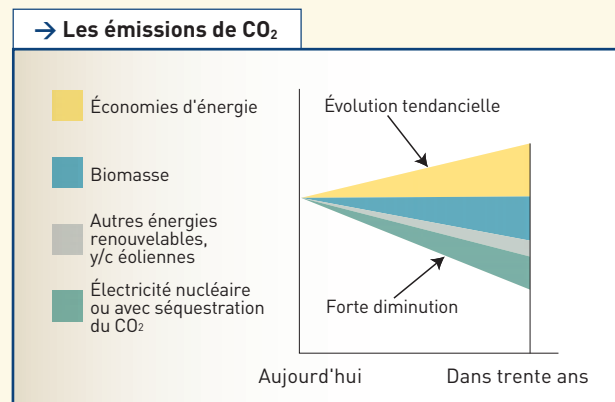 → Les émissions de CO₂
Économies d'énergie
Biomasse
Autres énergies
renouvelables,
y/c éoliennes
Électricité nucléaire
ou avec séquestration
du CO₂
Évolution tendancielle
Forte diminution
Aujourd'hui
Dans trente ans